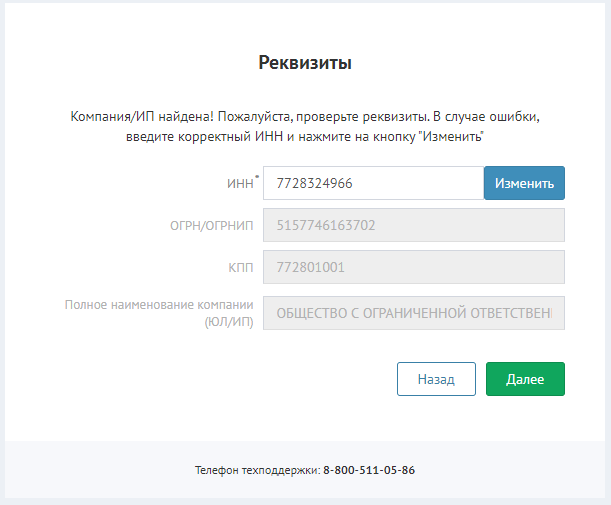 Реквизиты
Компания/ИП найдена! Пожалуйста, проверьте реквизиты. В случае ошибки,
введите корректный ИНН и нажмите на кнопку "Изменить"
ИНН* 7728324966 Изменить
ОГРН/ОГРНИП 5157746163702
КПП 772801001
Полное наименование компании
(ЮЛ/ИП) ОБЩЕСТВО С ОГРАНИЧЕННОЙ ОТВЕТСТВЕН
Назад Далее
Телефон техподдержки: 8-800-511-05-86